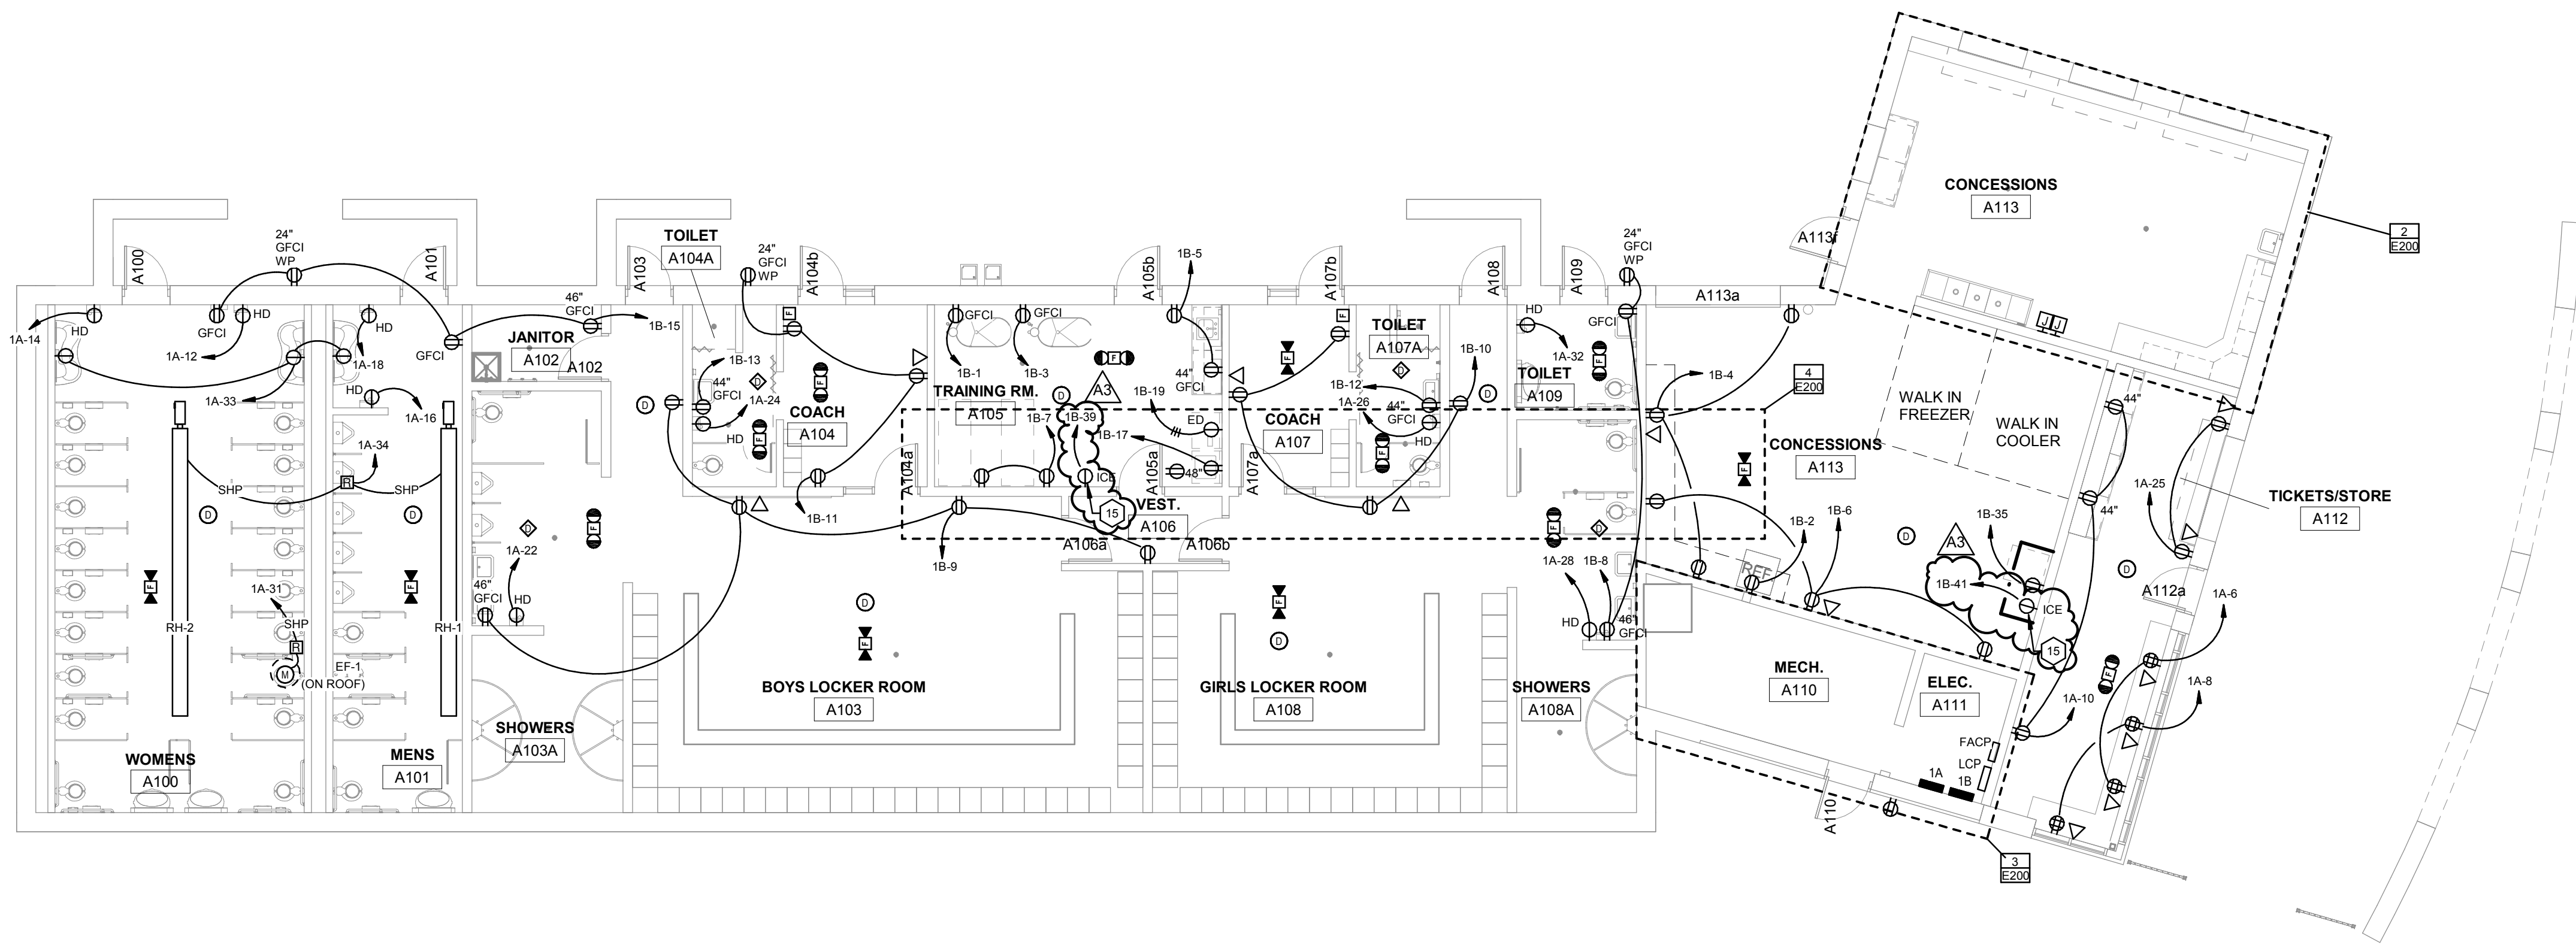 CONCESSIONS
A113
2
E200
A113f
TOILET
A104A
24"
GFCI
WP
24"
GFCI
WP
24"
GFCI
WP
A100
A101
A103
A104b
A105b
1B-5
A107b
A108
A109
A113a
46"
GFCI
1B-15
HD
GFCI
HD
HD
GFCI
1A-14
1A-12
1A-18
JANITOR
A102
A102
F
GFCI
GFCI
F
TOILET
A107A
HD
GFCI
1A-32
J
J
1B-13
44"
GFCI
D
1A-24
1B-1
1B-3
F
A3
44"
GFCI
F
1B-10
D
1B-12
1A-26
44"
GFCI
HD
D
F
TOILET
A109
1B-4
4
E200
WALK IN
FREEZER
WALK IN
COOLER
44"
1A-33
HD
1A-16
D
HD
F
F
COACH
A104
TRAINING RM.
A105
D
1B-7
1B-39
1B-19
1B-17
ED
COACH
A107
F
CONCESSIONS
A113
F
1A-34
R
SHP
SHP
A104a
ICE
A105a
48"
A107a
1A-25
TICKETS/STORE
A112
44"
D
D
D
F
1B-11
15
VEST.
A106
A106a
A106b
F
D
1B-2
1B-6
1B-35
D
A3
1A-22
1B-9
1A-28
1B-8
REF
1B-41
ICE
D
A112a
1A-6
F
F
1A-31
SHP
46"
GFCI
HD
D
F
F
D
HD
46"
GFCI
RH-2
RH-1
R
M
EF-1
(ON ROOF)
15
F
1A-8
1A-10
BOYS LOCKER ROOM
A103
GIRLS LOCKER ROOM
A108
SHOWERS
A108A
MECH.
A110
ELEC.
A111
SHOWERS
A103A
WOMENS
A100
MENS
A101
FACP
LCP
1A
1B
A110
3
E200